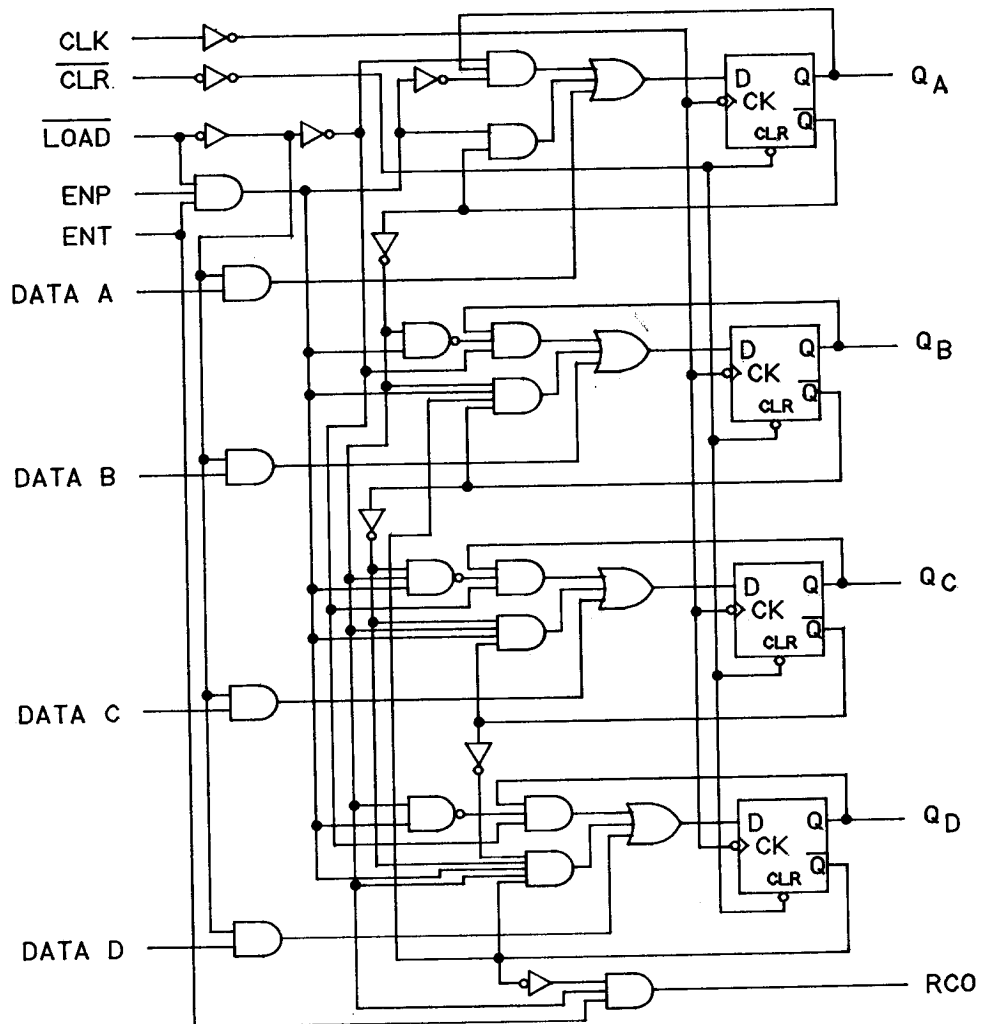 CLK
CLR
LOAD
ENP
ENT
DATA A
D Q
CK
Q
CLR
QA
DATA B
D Q
CK
Q
CLR
QB
DATA C
D Q
CK
Q
CLR
QC
DATA D
D Q
CK
Q
CLR
QD
RCO